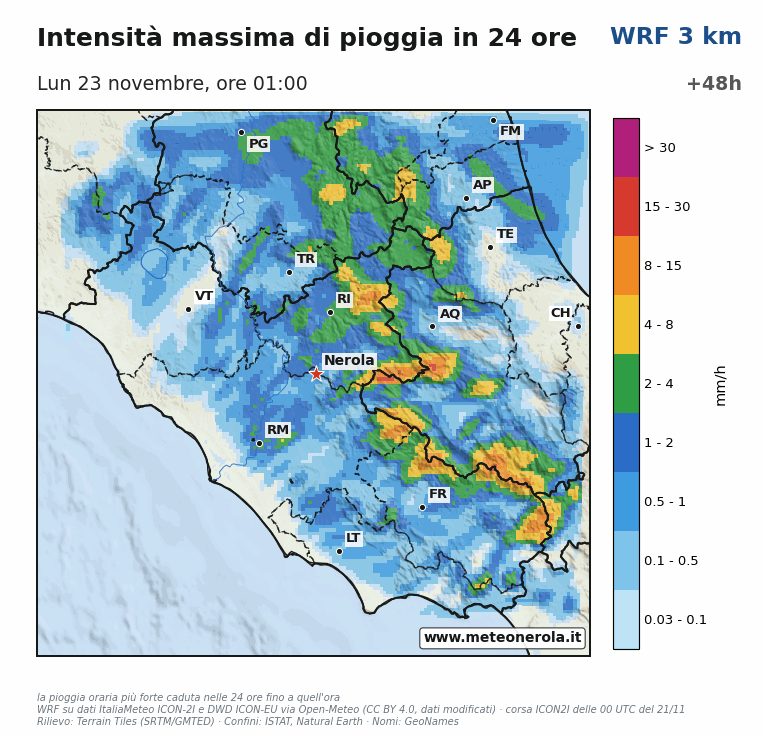 Intensità massima di pioggia in 24 ore
WRF 3 km
Lun 23 novembre, ore 01:00
+48h
PG
FM
AP
TE
TR
VT
RI
AQ
CH
Nerola
RM
FR
LT
www.meteonerola.it
> 30
15 - 30
8 - 15
4 - 8
2 - 4
1 - 2
0.5 - 1
0.1 - 0.5
0.03 - 0.1
mm/h
la pioggia oraria più forte caduta nelle 24 ore fino a quell'ora
WRF su dati ItaliaMeteo ICON-2I e DWD ICON-EU via Open-Meteo (CC BY 4.0, dati modificati) · corsa ICON2I delle 00 UTC del 21/11
Rilievo: Terrain Tiles (SRTM/GMTED) · Confini: ISTAT, Natural Earth · Nomi: GeoNames